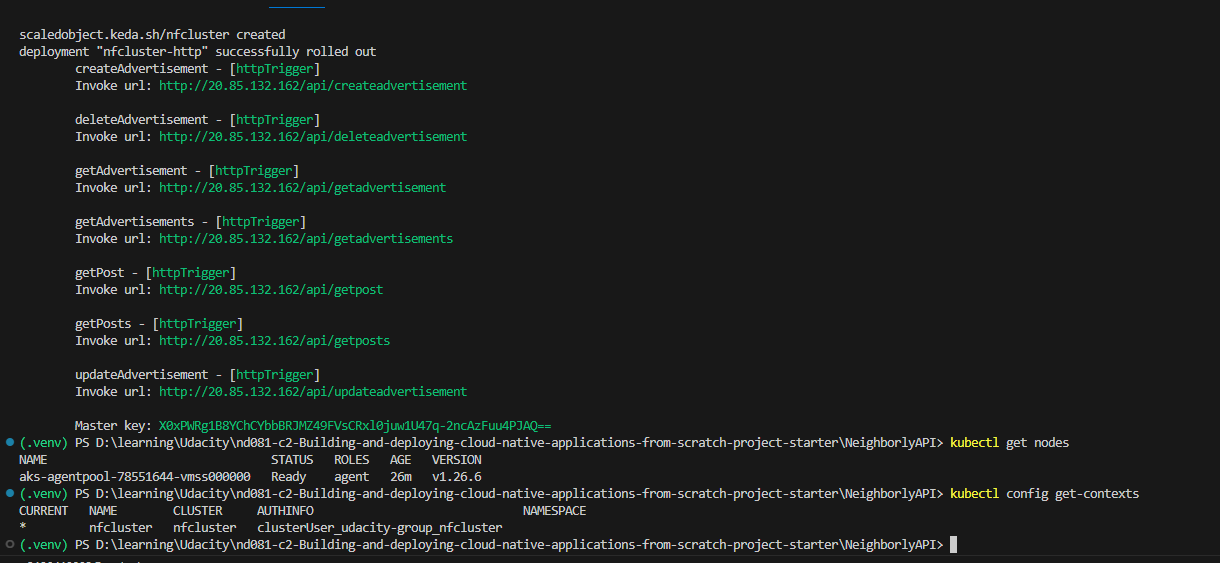 scaledobject.keda.sh/nfcluster created
deployment "nfcluster-http" successfully rolled out
createAdvertisement - [httpTrigger]
Invoke url: http://20.85.132.162/api/createadvertisement
deleteAdvertisement - [httpTrigger]
Invoke url: http://20.85.132.162/api/deleteadvertisement
getAdvertisement - [httpTrigger]
Invoke url: http://20.85.132.162/api/getadvertisement
getAdvertisements - [httpTrigger]
Invoke url: http://20.85.132.162/api/getadvertisements
getPost - [httpTrigger]
Invoke url: http://20.85.132.162/api/getpost
getPosts - [httpTrigger]
Invoke url: http://20.85.132.162/api/getposts
updateAdvertisement - [httpTrigger]
Invoke url: http://20.85.132.162/api/updateadvertisement
Master key: X0xPWRg1B8YChCYbbBRJMZ49FVsCRxl0juw1U47q-2ncAzFuu4PJAQ==
(.venv) PS D:\learning\Udacity\nd081-c2-Building-and-deploying-cloud-native-applications-from-scratch-project-starter\NeighborlyAPI> kubectl get nodes
NAME STATUS ROLES AGE VERSION
aks-agentpool-78551644-vmss000000 Ready agent 26m v1.26.6
(.venv) PS D:\learning\Udacity\nd081-c2-Building-and-deploying-cloud-native-applications-from-scratch-project-starter\NeighborlyAPI> kubectl config get-contexts
CURRENT NAME CLUSTER AUTHINFO NAMESPACE
* nfcluster nfcluster clusterUser_udacity-group_nfcluster
(.venv) PS D:\learning\Udacity\nd081-c2-Building-and-deploying-cloud-native-applications-from-scratch-project-starter\NeighborlyAPI>